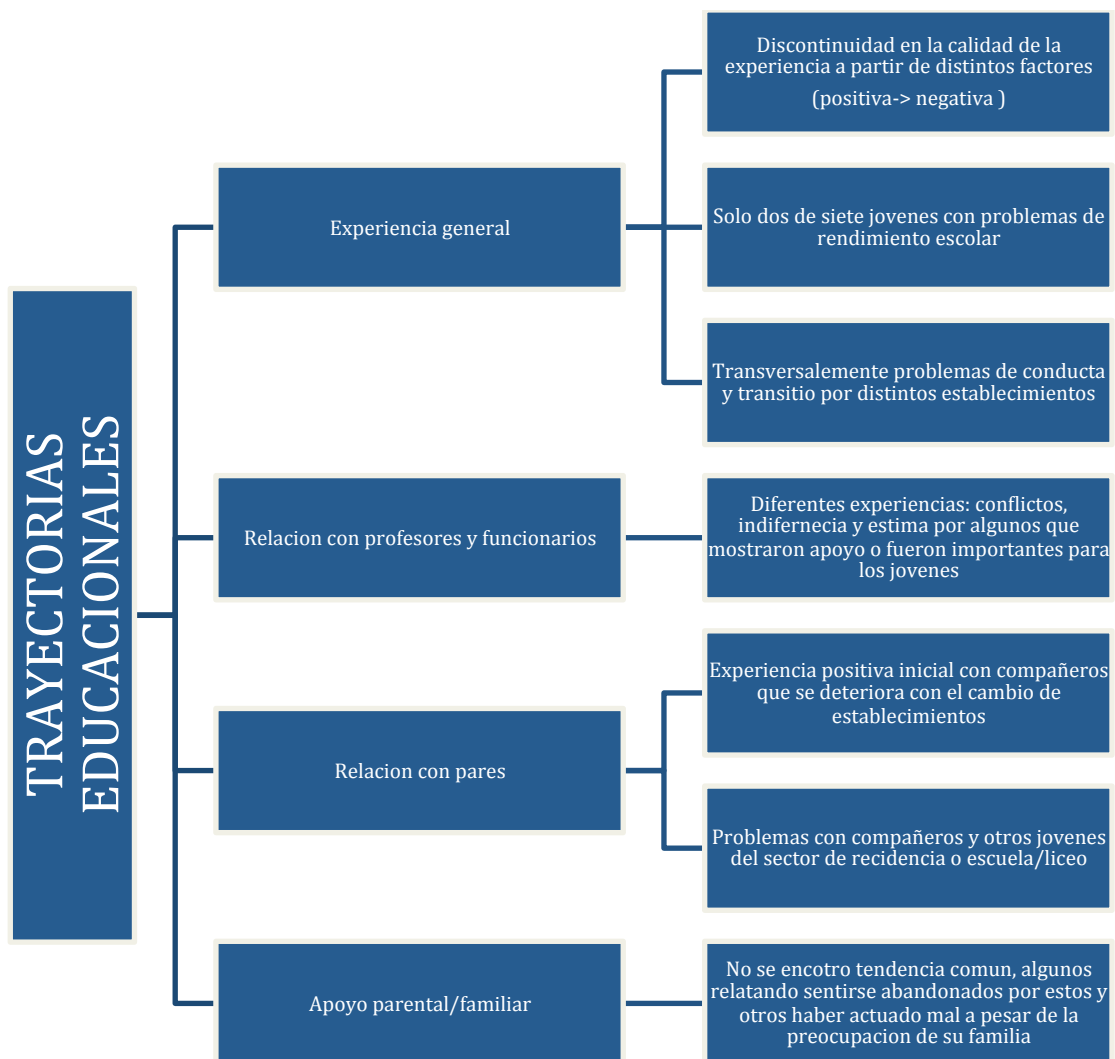 TRAYECTORIAS
EDUCACIONALES
Experiencia general
Discontinuidad en la calidad de la
experiencia a partir de distintos factores
(positiva-> negativa )
Solo dos de siete jovenes con problemas de
rendimiento escolar
Transversalemente problemas de conducta
y transitio por distintos establecimientos
Relacion con profesores y funcionarios
Diferentes experiencias: conflictos,
indifernecia y estima por algunos que
mostraron apoyo o fueron importantes para
los jovenes
Relacion con pares
Experiencia positiva inicial con compañeros
que se deteriora con el cambio de
establecimientos
Problemas con compañeros y otros jovenes
del sector de recidencia o escuela/liceo
Apoyo parental/familiar
No se encotro tendencia comun, algunos
relatando sentirse abandonados por estos y
otros haber actuado mal a pesar de la
preocupacion de su familia